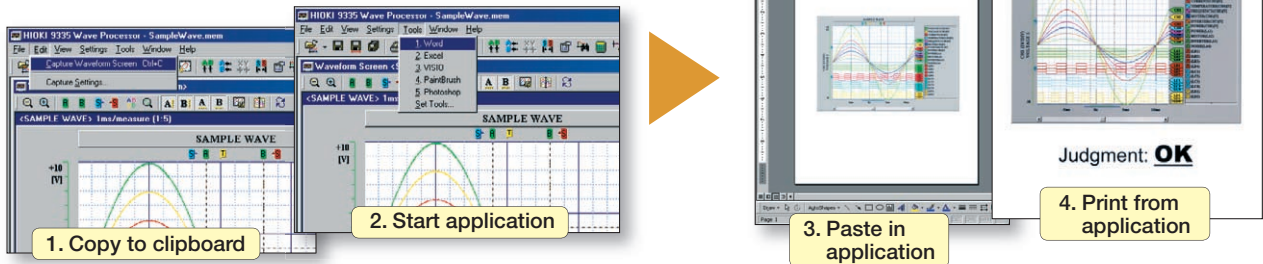 HIOKI 9335 Wave Processor - SampleWave.mem
File Edit View Settings Tools Window Help
Capture Waveform Screen Ctrl+C
Capture Settings...
A B A B
<SAMPLE WAVE> 1ms/measure (1:5)
SAMPLE WAVE
+10
[V]
1. Copy to clipboard
HIOKI 9335 Wave Processor - SampleWave.mem
File Edit View Settings Tools Window Help
1. Word
2. Excel
3. VISIO
4. PaintBrush
5. Photoshop
Set Tools...
Waveform Screen <S
A B
<SAMPLE WAVE> 1ms
SAMPLE WAVE
+10
[V]
2. Start application
Draw AutoShapes
Page 1
3. Paste in
application
Judgment: OK
4. Print from
application